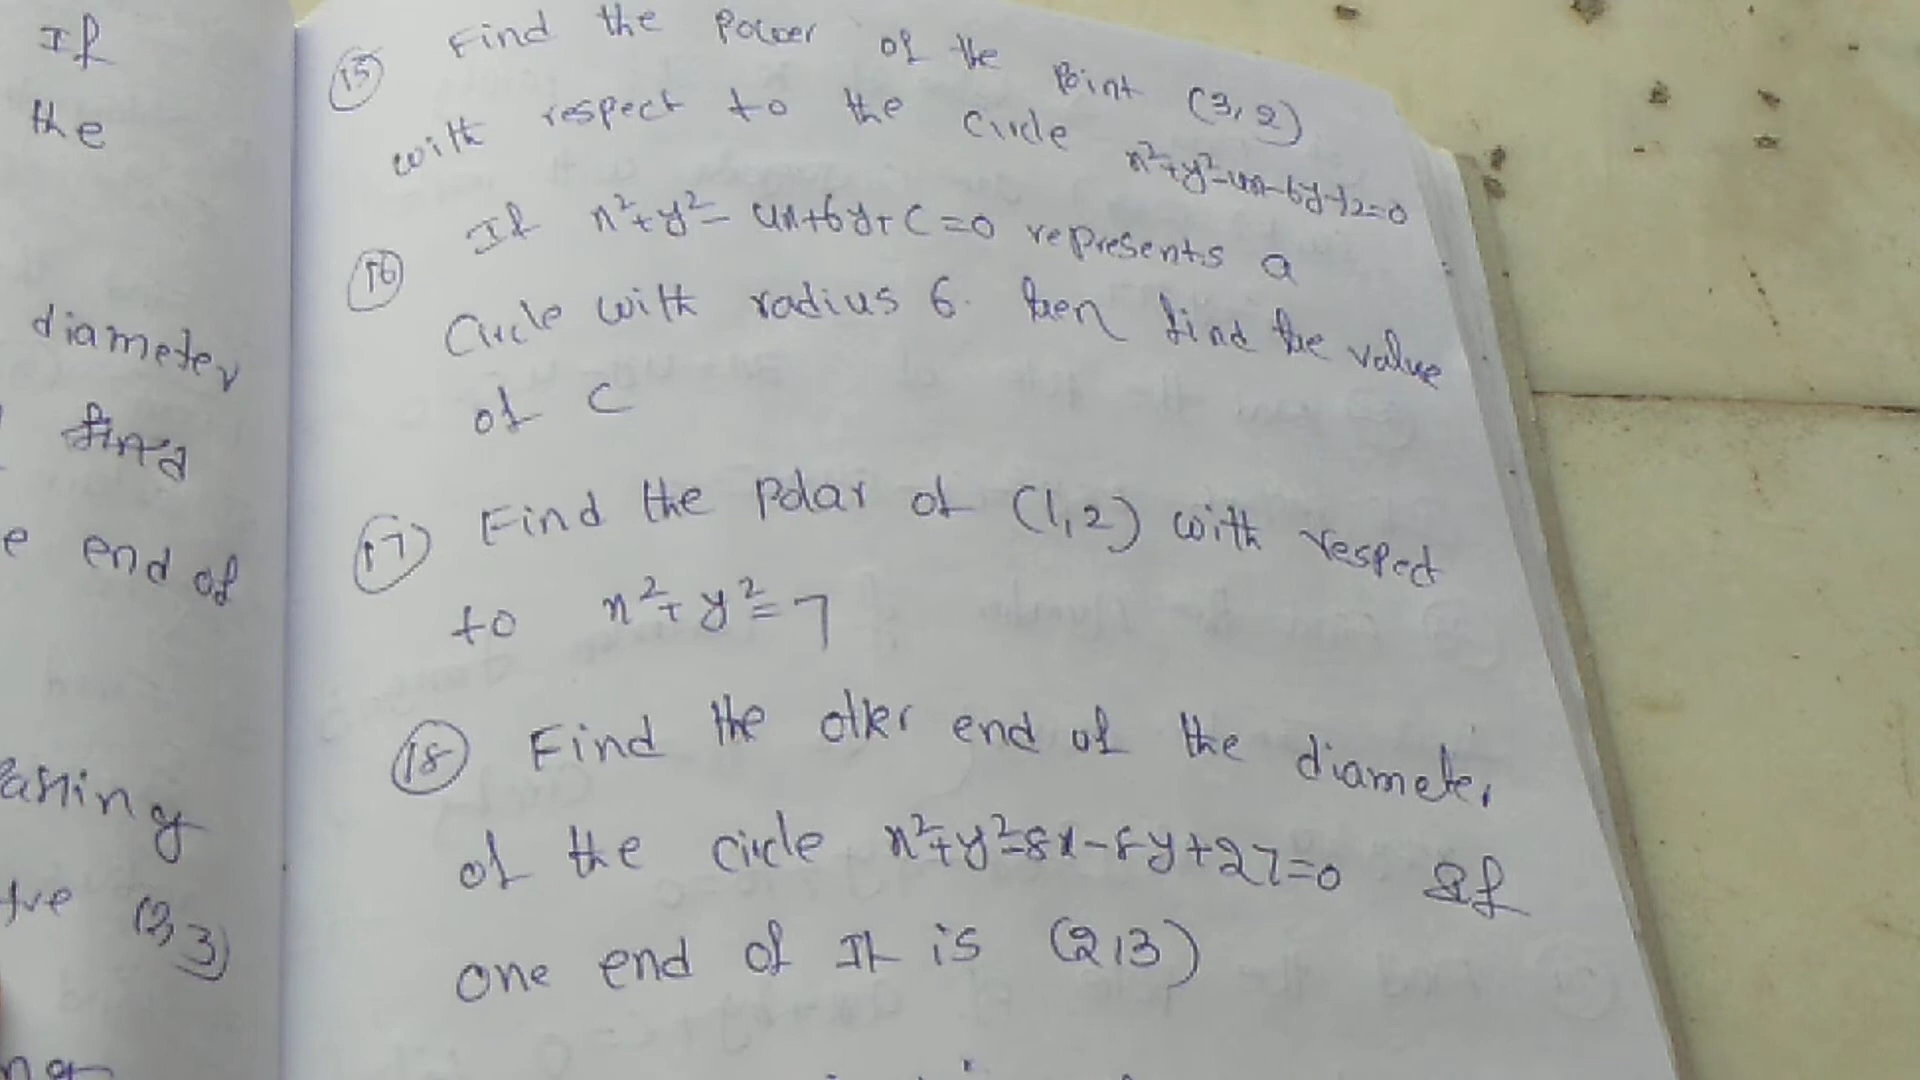 If
the
diameter
find
e end of
assing
tve (2,3)
(15) Find the power of the point (3,2)
with respect to the circle x²+y²-4x-6y-12=0
(16) If x²+y²-4x+6y+c=0 represents a
Circle with radius 6. then find the value
of c
(17) Find the Polar of (1,2) with respect
to x²+y²=7
(18) Find the other end of the diameter
of the circle x²+y²-8x-8y+27=0 If
one end of It is (2,3)